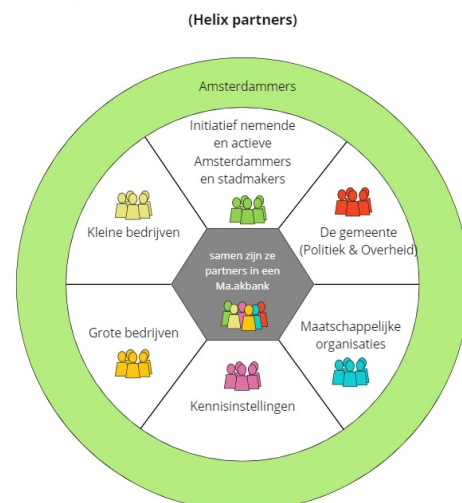 (Helix partners)
Amsterdammers
Initiatief nemende
en actieve
Amsterdammers
en stadmakers
De gemeente
(Politiek & Overheid)
Maatschappelijke
organisaties
Kennisinstellingen
Grote bedrijven
Kleine bedrijven
samen zijn ze
partners in een
Ma.akbank